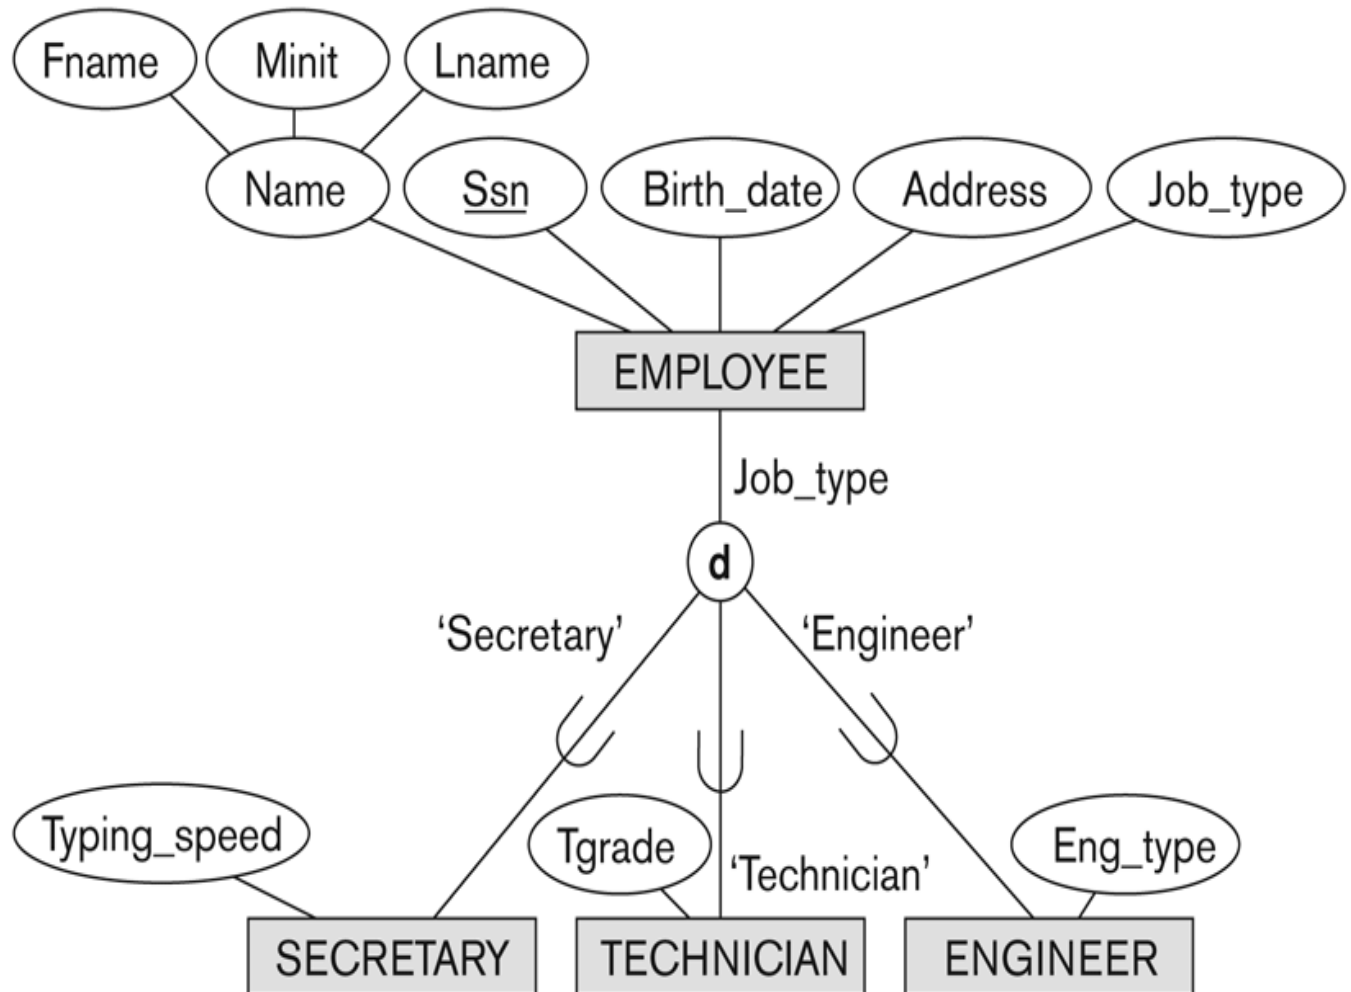 Fname Minit Lname
Name Ssn Birth_date Address Job_type
EMPLOYEE
Job_type
d
‘Secretary’ ‘Engineer’
Typing_speed Tgrade Eng_type
‘Technician’
SECRETARY TECHNICIAN ENGINEER